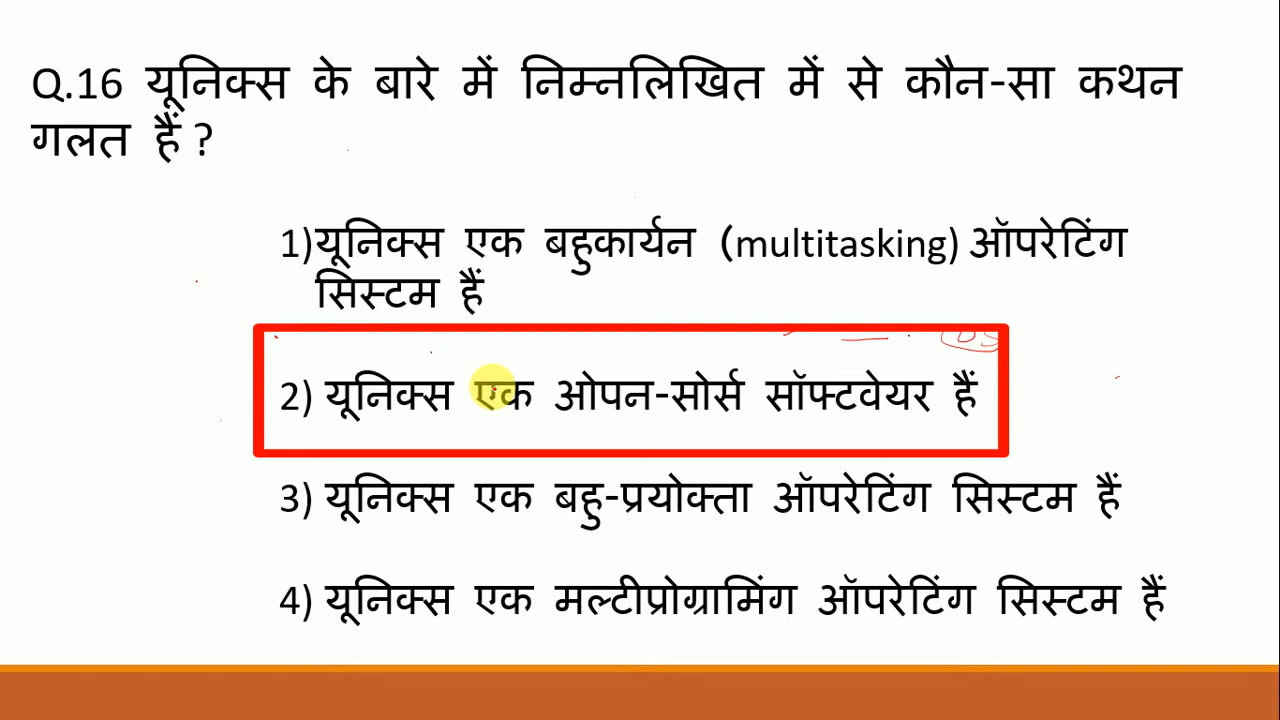 Q.16 यूनिक्स के बारे में निम्नलिखित में से कौन-सा कथन
गलत हैं ?
1)यूनिक्स एक बहुकार्यन (multitasking) ऑपरेटिंग
सिस्टम हैं
2) यूनिक्स एक ओपन-सोर्स सॉफ्टवेयर हैं
3) यूनिक्स एक बहु-प्रयोक्ता ऑपरेटिंग सिस्टम हैं
4) यूनिक्स एक मल्टीप्रोग्रामिंग ऑपरेटिंग सिस्टम हैं